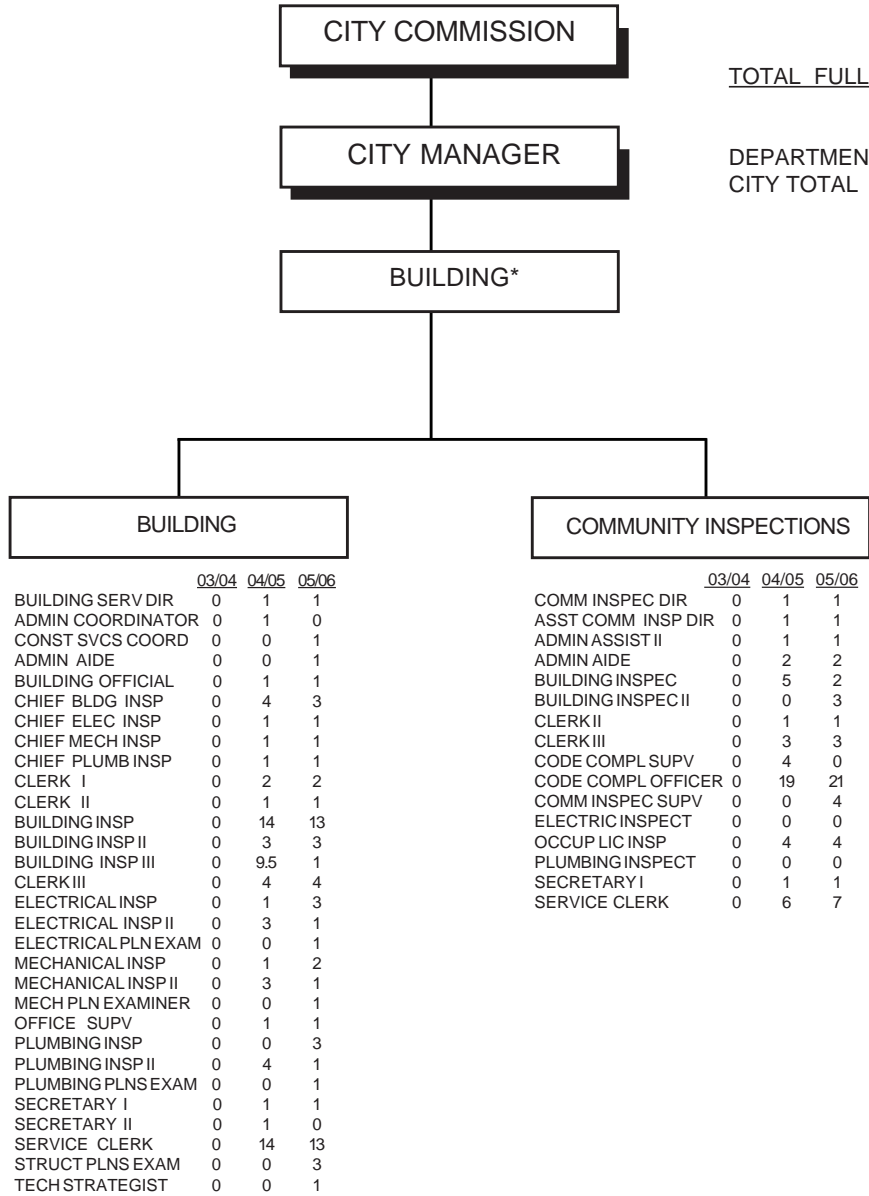 CITY COMMISSION
TOTAL FULL
CITY MANAGER
DEPARTMEN
CITY TOTAL
BUILDING*
BUILDING
03/04 04/05 05/06
BUILDING SERV DIR 0 1 1
ADMIN COORDINATOR 0 1 0
CONST SVCS COORD 0 0 1
ADMIN AIDE 0 0 1
BUILDING OFFICIAL 0 1 1
CHIEF BLDG INSP 0 4 3
CHIEF ELEC INSP 0 1 1
CHIEF MECH INSP 0 1 1
CHIEF PLUMB INSP 0 1 1
CLERK I 0 2 2
CLERK II 0 1 1
BUILDING INSP 0 14 13
BUILDING INSP II 0 3 3
BUILDING INSP III 0 9.5 1
CLERK III 0 4 4
ELECTRICAL INSP 0 1 3
ELECTRICAL INSP II 0 3 1
ELECTRICAL PLN EXAM 0 0 1
MECHANICAL INSP 0 1 2
MECHANICAL INSP II 0 3 1
MECH PLN EXAMINER 0 0 1
OFFICE SUPV 0 1 1
PLUMBING INSP 0 0 3
PLUMBING INSP II 0 4 1
PLUMBING PLNS EXAM 0 0 1
SECRETARY I 0 1 1
SECRETARY II 0 1 0
SERVICE CLERK 0 14 13
STRUCT PLNS EXAM 0 0 3
TECH STRATEGIST 0 0 1
COMMUNITY INSPECTIONS
03/04 04/05 05/06
COMM INSPEC DIR 0 1 1
ASST COMM INSP DIR 0 1 1
ADMIN ASSIST II 0 1 1
ADMIN AIDE 0 2 2
BUILDING INSPEC 0 5 2
BUILDING INSPEC II 0 0 3
CLERK II 0 1 1
CLERK III 0 3 3
CODE COMPL SUPV 0 4 0
CODE COMPL OFFICER 0 19 21
COMM INSPEC SUPV 0 0 4
ELECTRIC INSPECT 0 0 0
OCCUP LIC INSP 0 4 4
PLUMBING INSPECT 0 0 0
SECRETARY I 0 1 1
SERVICE CLERK 0 6 7